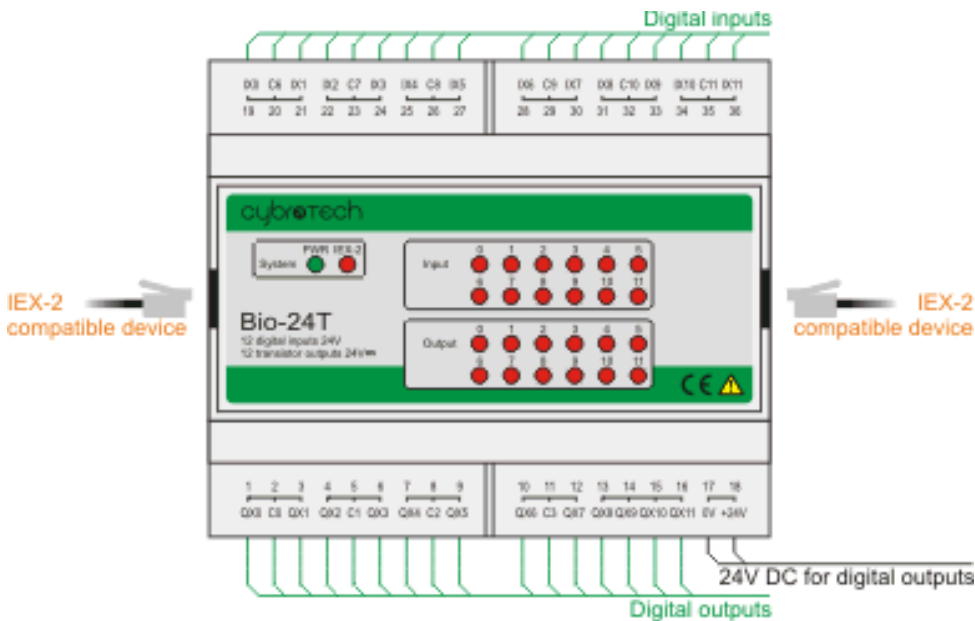 Digital inputs
IX0 C6 IX1 IX2 C7 IX3 IX4 C8 IX5 IX6 C9 IX7 IX8 C10 IX9 IX10 C11 IX11
19 20 21 22 23 24 25 26 27 28 29 30 31 32 33 34 35 36
cybrotech
PWR IEX-2
System
0 1 2 3 4 5
Input
6 7 8 9 10 11
IEX-2
compatible device
IEX-2
compatible device
Bio-24T
12 digital inputs 24V
12 transistor outputs 24V
0 1 2 3 4 5
Output
6 7 8 9 10 11
CE
1 2 3 4 5 6 7 8 9 10 11 12 13 14 15 16 17 18
QX0 C0 QX1 QX2 C1 QX3 QX4 C2 QX5 QX6 C3 QX7 QX8 QX9 QX10 QX11 0V +24V
24V DC for digital outputs
Digital outputs